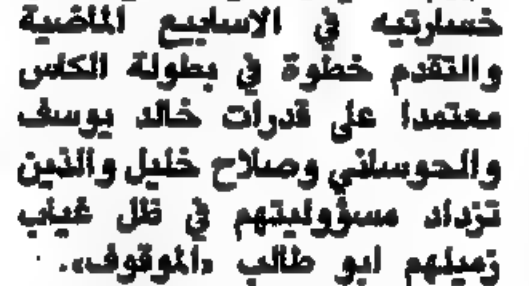 خسارتيه في الاسابيع الماضية
والتقدم خطوة في بطولة الكاس
معتمدا على قدرات خالد يوسف
والحوسني وصلاح خليل والذين
تزداد مسؤوليتهم في ظل غياب
زميلهم ابو طالب «الموقوف».